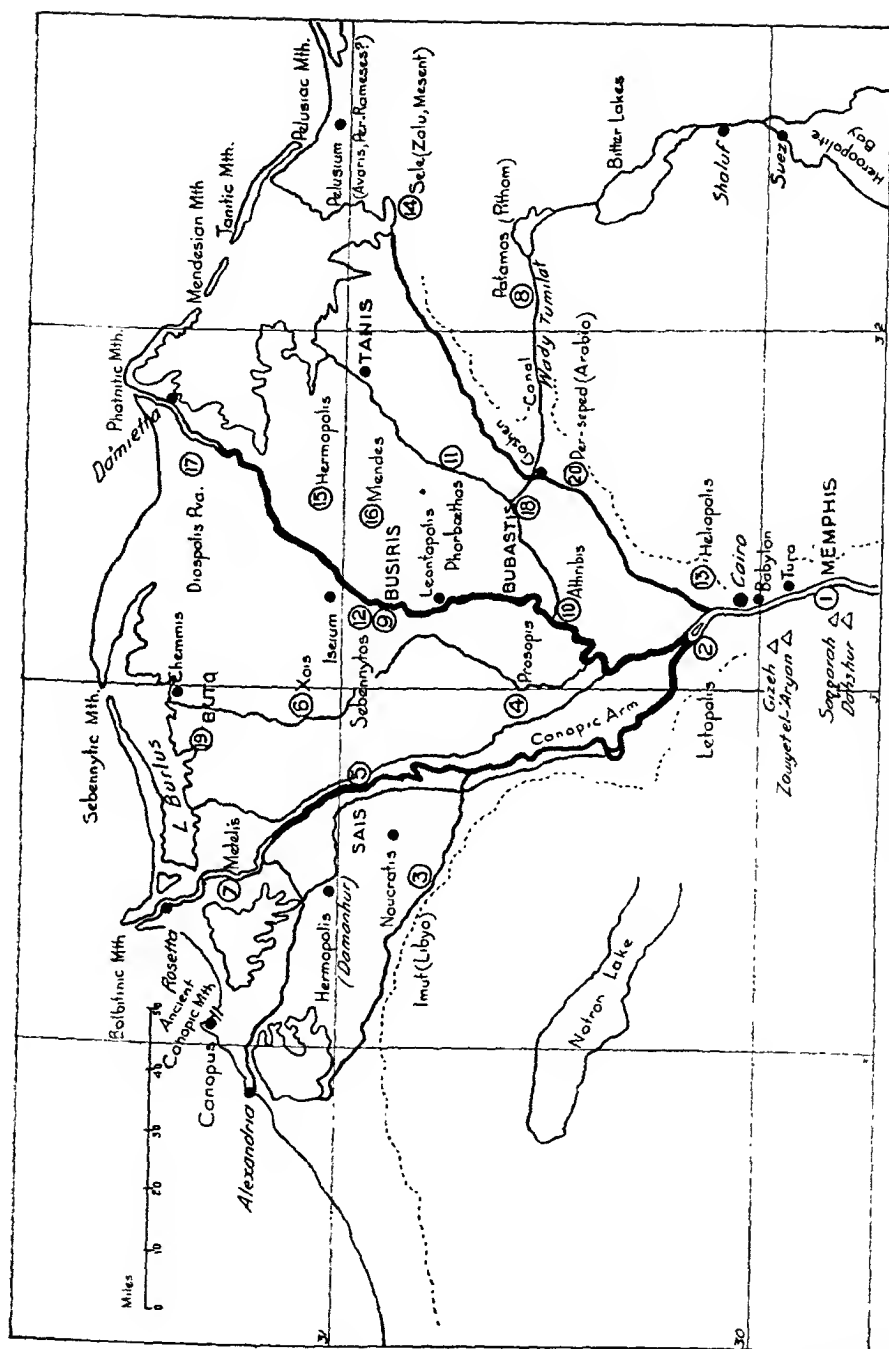 Pelusiac Mth.
Tanitic Mth.
Mendesian Mth
Phatnitic Mth.
Damietta
Sebennytic Mth.
Bolbitinic Mth
Rosetta
Ancient
Canopic Mth
Canopus
Alexandria
Miles
0 10 20 30 40 50
Pelusium
(Avaris, Per-Rameses?)
14 Sele (Zalu, Mesent)
TANIS
15 Hermopolis
16 Mendes
17
Diospolis Pva.
Chemmis
19 BUTO
L Burlus
7 Metelis
Iseium
6 Xois
12
Sebennytos
9
BUSIRIS
Leontopolis
11
Phorbaethos
5
SAIS
Hermopolis
(Damanhur)
Naucratis
3
Imut (Libya)
Patamos (Pithom)
8
Wady Tumilat
Goshen Canal
20 Per-seped (Arabia)
18
BUBASTIS
10 Athribis
4 Prosopis
Canopic Arm
Natron Lake
Bitter Lakes
Shaluf
Suez
Heroopolite
Bay
13 Heliopolis
Cairo
Babylon
Tura
2
Letopolis
1 MEMPHIS
Gizeh
Zawyet el-Aryan
Saqqarah
Dahshur
31
30
32